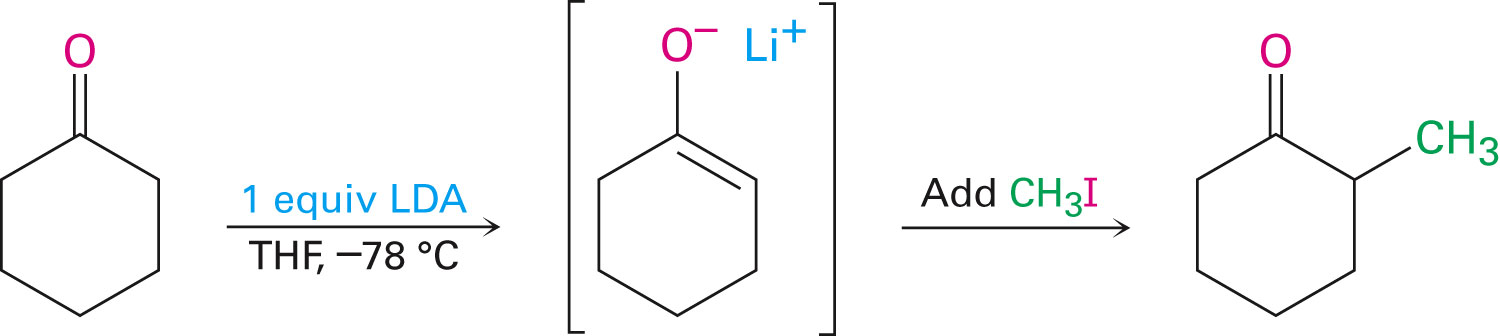 O
1 equiv LDA
THF, –78 °C
O– Li+
Add CH3I
O
CH3